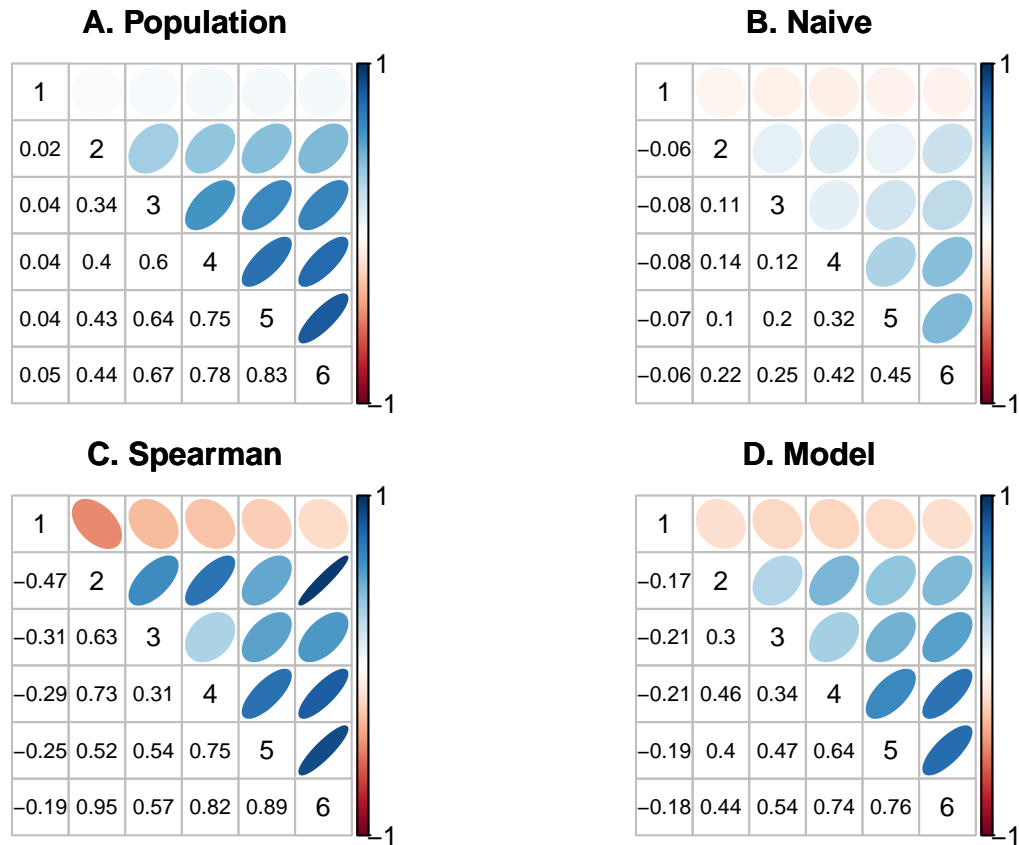 A. Population
1
1
0.02 2
0.04 0.34 3
0.04 0.4 0.6 4
0.04 0.43 0.64 0.75 5
0.05 0.44 0.67 0.78 0.83 6
−1
B. Naive
1
1
−0.06 2
−0.08 0.11 3
−0.08 0.14 0.12 4
−0.07 0.1 0.2 0.32 5
−0.06 0.22 0.25 0.42 0.45 6
−1
C. Spearman
1
1
−0.47 2
−0.31 0.63 3
−0.29 0.73 0.31 4
−0.25 0.52 0.54 0.75 5
−0.19 0.95 0.57 0.82 0.89 6
−1
D. Model
1
1
−0.17 2
−0.21 0.3 3
−0.21 0.46 0.34 4
−0.19 0.4 0.47 0.64 5
−0.18 0.44 0.54 0.74 0.76 6
−1